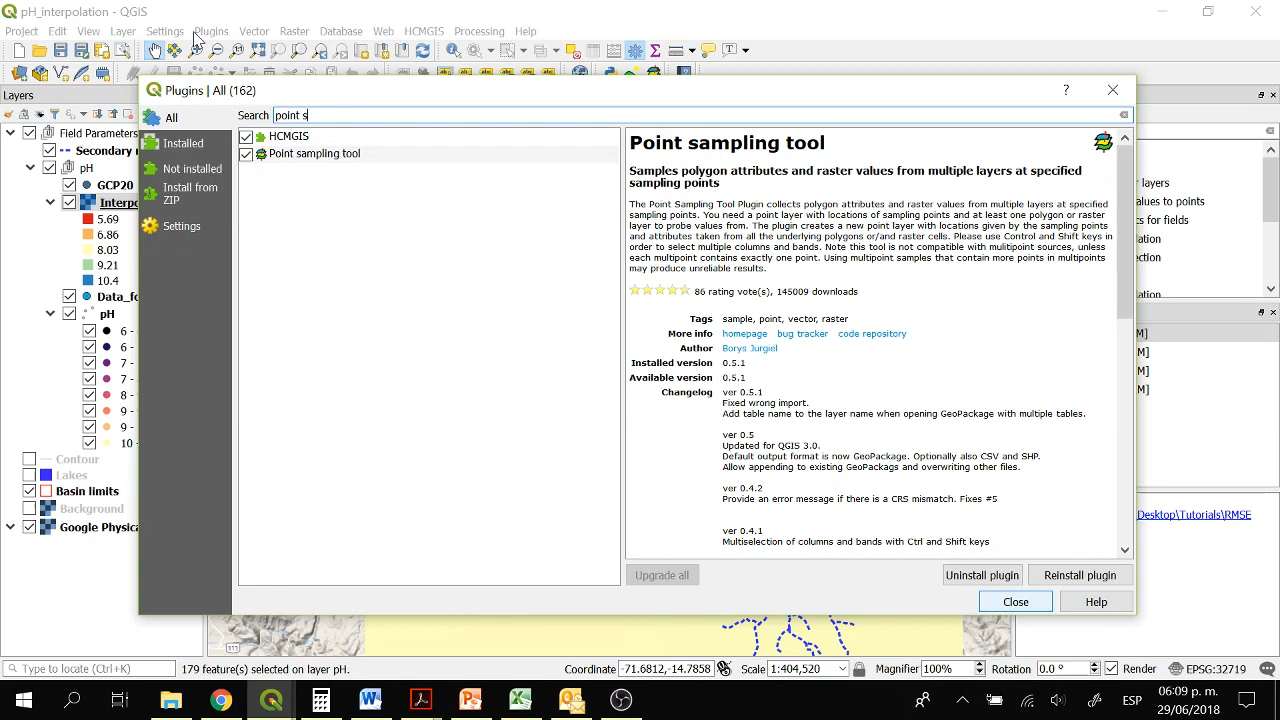 pH_interpolation - QGIS
Project Edit View Layer Settings Plugins Vector Raster Database Web HCMGIS Processing Help
Plugins | All (162)
Layers
All
Search point s
Field Parameters
HCMGIS
Point sampling tool
Installed
Point sampling tool
Secondary
Not installed
Samples polygon attributes and raster values from multiple layers at specified
sampling points
pH
Install from
ZIP
layers
GCP20
The Point Sampling Tool Plugin collects polygon attributes and raster values from multiple layers at specified
sampling points. You need a point layer with locations of sampling points and at least one polygon or raster
layer to probe values from. The plugin creates a new point layer with locations given by the sampling points
and attributes taken from all the underlying polygons or/and raster cells. Please use Control and Shift keys in
order to select multiple columns and bands. Note this tool is not compatible with multipoint sources, unless
each multipoint contains exactly one point. Using multipoint samples that contain more points in multipoints
may produce unreliable results.
alues to points
Interpo
s for fields
5.69
Settings
lation
6.86
ection
8.03
9.21
ation
10.4
86 rating vote(s), 145009 downloads
Data_fo
Tags sample, point, vector, raster
pH
More info homepage bug tracker code repository
6 -
M]
Author Borys Jurgiel
6 -
M]
Installed version 0.5.1
7 -
M]
Available version 0.5.1
7 -
M]
Changelog ver 0.5.1
8 -
Fixed wrong import.
9 -
Add table name to the layer name when opening GeoPackage with multiple tables.
9 -
10 -
ver 0.5
Updated for QGIS 3.0.
Contour
Default output format is now GeoPackage. Optionally also CSV and SHP.
Lakes
Allow appending to existing GeoPackags and overwriting other files.
Basin limits
ver 0.4.2
Background
Provide an error message if there is a CRS mismatch. Fixes #5
Google Physica
Desktop\Tutorials\RMSE
ver 0.4.1
Multiselection of columns and bands with Ctrl and Shift keys
Upgrade all Uninstall plugin Reinstall plugin
Close Help
Type to locate (Ctrl+K) 179 feature(s) selected on layer pH. Coordinate -71.6812,-14.7858 Scale 1:404,520 Magnifier 100% Rotation 0.0 ° Render EPSG:32719
ESP
06:09 p. m.
29/06/2018